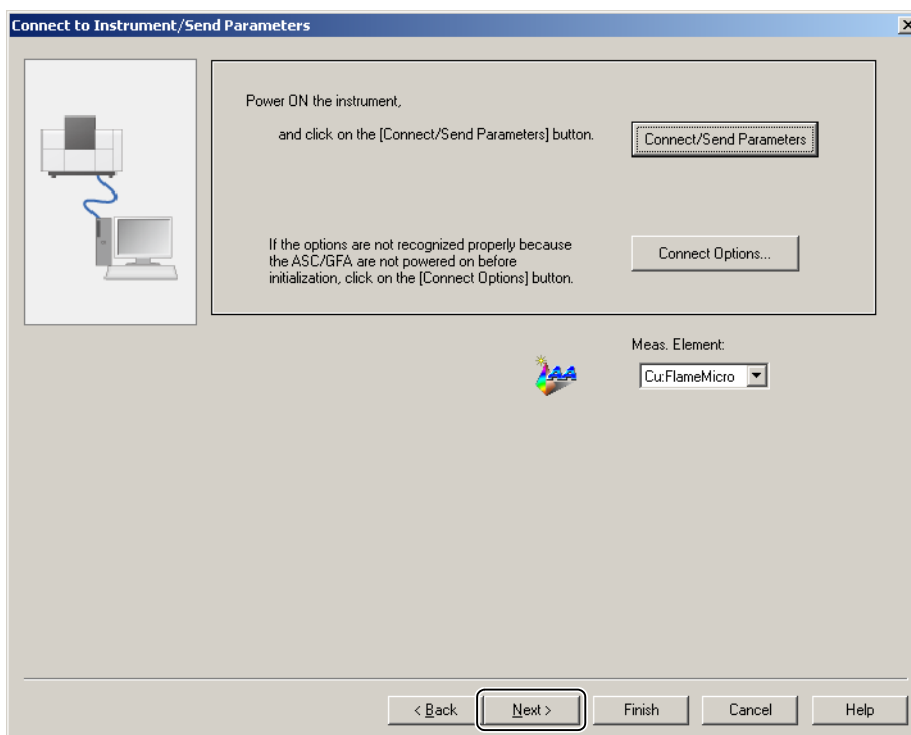 Connect to Instrument/Send Parameters
Power ON the instrument,
and click on the [Connect/Send Parameters] button.
Connect/Send Parameters
If the options are not recognized properly because
the ASC/GFA are not powered on before
initialization, click on the [Connect Options] button.
Connect Options...
Meas. Element:
AA
Cu:FlameMicro
< Back
Next >
Finish
Cancel
Help